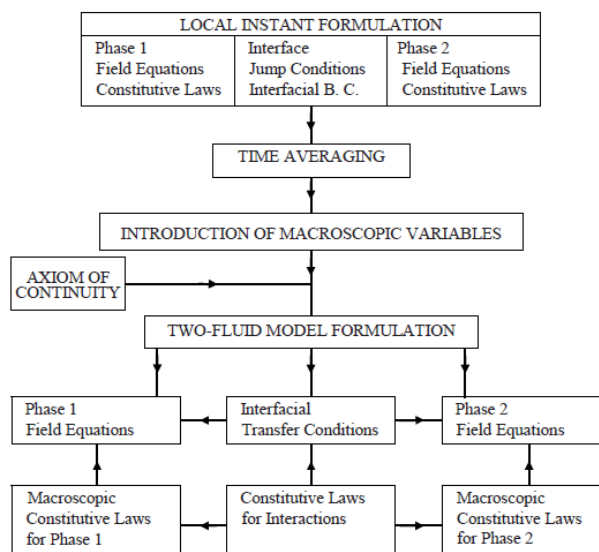 LOCAL INSTANT FORMULATION
Phase 1
Field Equations
Constitutive Laws
Interface
Jump Conditions
Interfacial B. C.
Phase 2
Field Equations
Constitutive Laws
TIME AVERAGING
INTRODUCTION OF MACROSCOPIC VARIABLES
AXIOM OF
CONTINUITY
TWO-FLUID MODEL FORMULATION
Phase 1
Field Equations
Interfacial
Transfer Conditions
Phase 2
Field Equations
Macroscopic
Constitutive Laws
for Phase 1
Constitutive Laws
for Interactions
Macroscopic
Constitutive Laws
for Phase 2